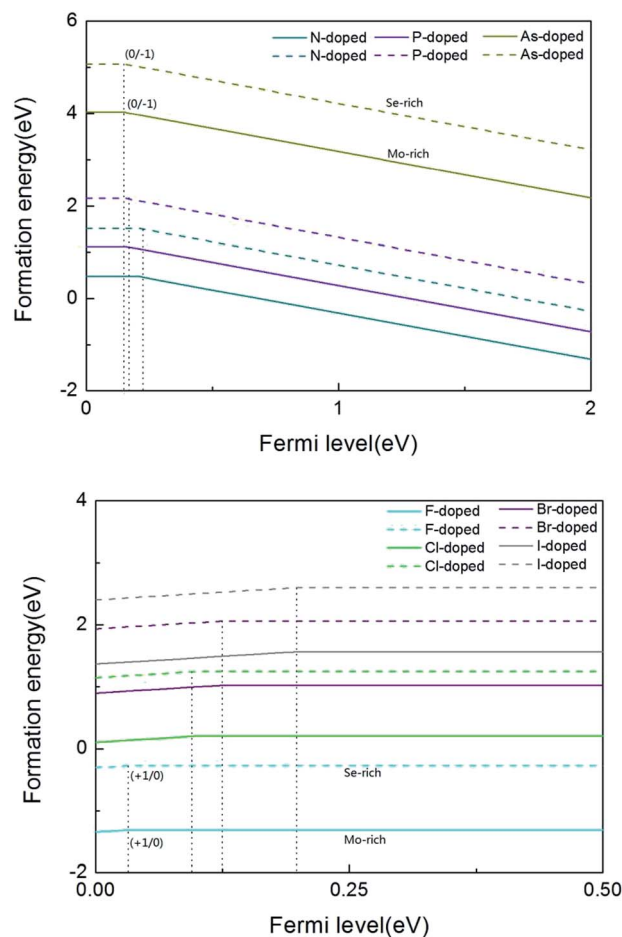 6
N-doped P-doped As-doped
N-doped P-doped As-doped
(0/-1)
Se-rich
4
(0/-1)
Mo-rich
2
0
-2
Formation energy(eV)
0 1 2
Fermi level(eV)
4
F-doped Br-doped
F-doped Br-doped
Cl-doped I-doped
Cl-doped I-doped
2
0
(+1/0) Se-rich
(+1/0) Mo-rich
-2
Formation energy(eV)
0.00 0.25 0.50
Fermi level(eV)